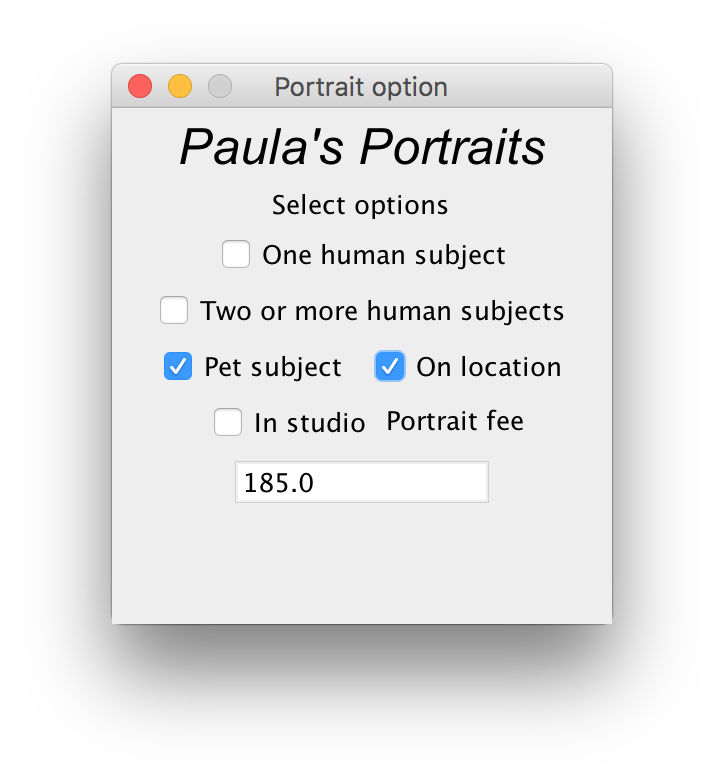 Portrait option
Paula's Portraits
Select options
One human subject
Two or more human subjects
Pet subject On location
In studio Portrait fee
185.0